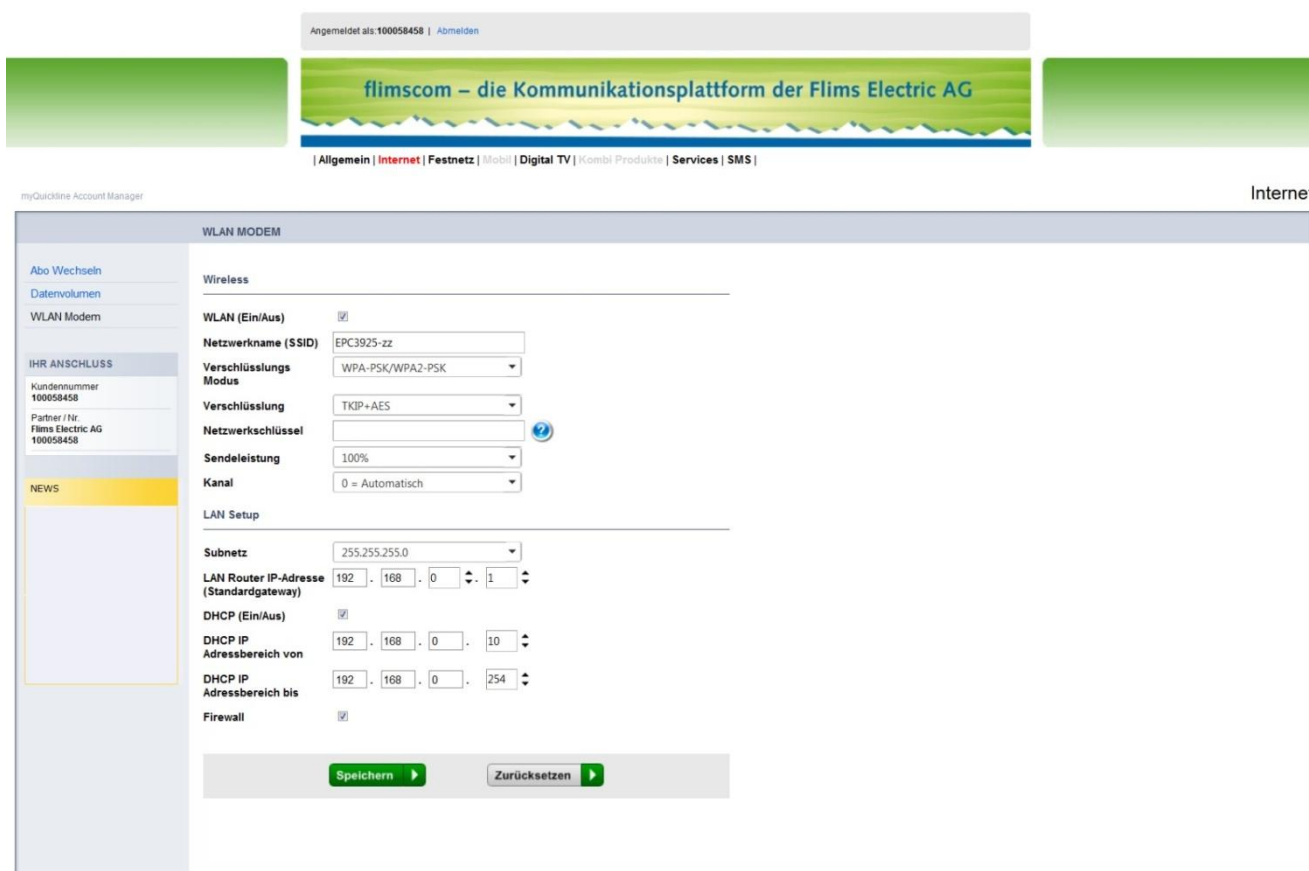 Angemeldet als:100058458 | Abmelden
flimscom – die Kommunikationsplattform der Flims Electric AG
| Allgemein | Internet | Festnetz | Mobil | Digital TV | Kombi Produkte | Services | SMS |
myQuickline Account Manager
Interne
WLAN MODEM
Abo Wechseln
Datenvolumen
WLAN Modem
IHR ANSCHLUSS
Kundennummer
100058458
Partner / Nr.
Flims Electric AG
100058458
NEWS
Wireless
WLAN (Ein/Aus)
Netzwerkname (SSID) EPC3925-zz
Verschlüsslungs
Modus
WPA-PSK/WPA2-PSK
Verschlüsslung TKIP+AES
Netzwerkschlüssel ?
Sendeleistung 100%
Kanal 0 = Automatisch
LAN Setup
Subnetz 255.255.255.0
LAN Router IP-Adresse
(Standardgateway)
192 . 168 . 0 . 1
DHCP (Ein/Aus)
DHCP IP
Adressbereich von
192 . 168 . 0 . 10
DHCP IP
Adressbereich bis
192 . 168 . 0 . 254
Firewall
Speichern Zurücksetzen